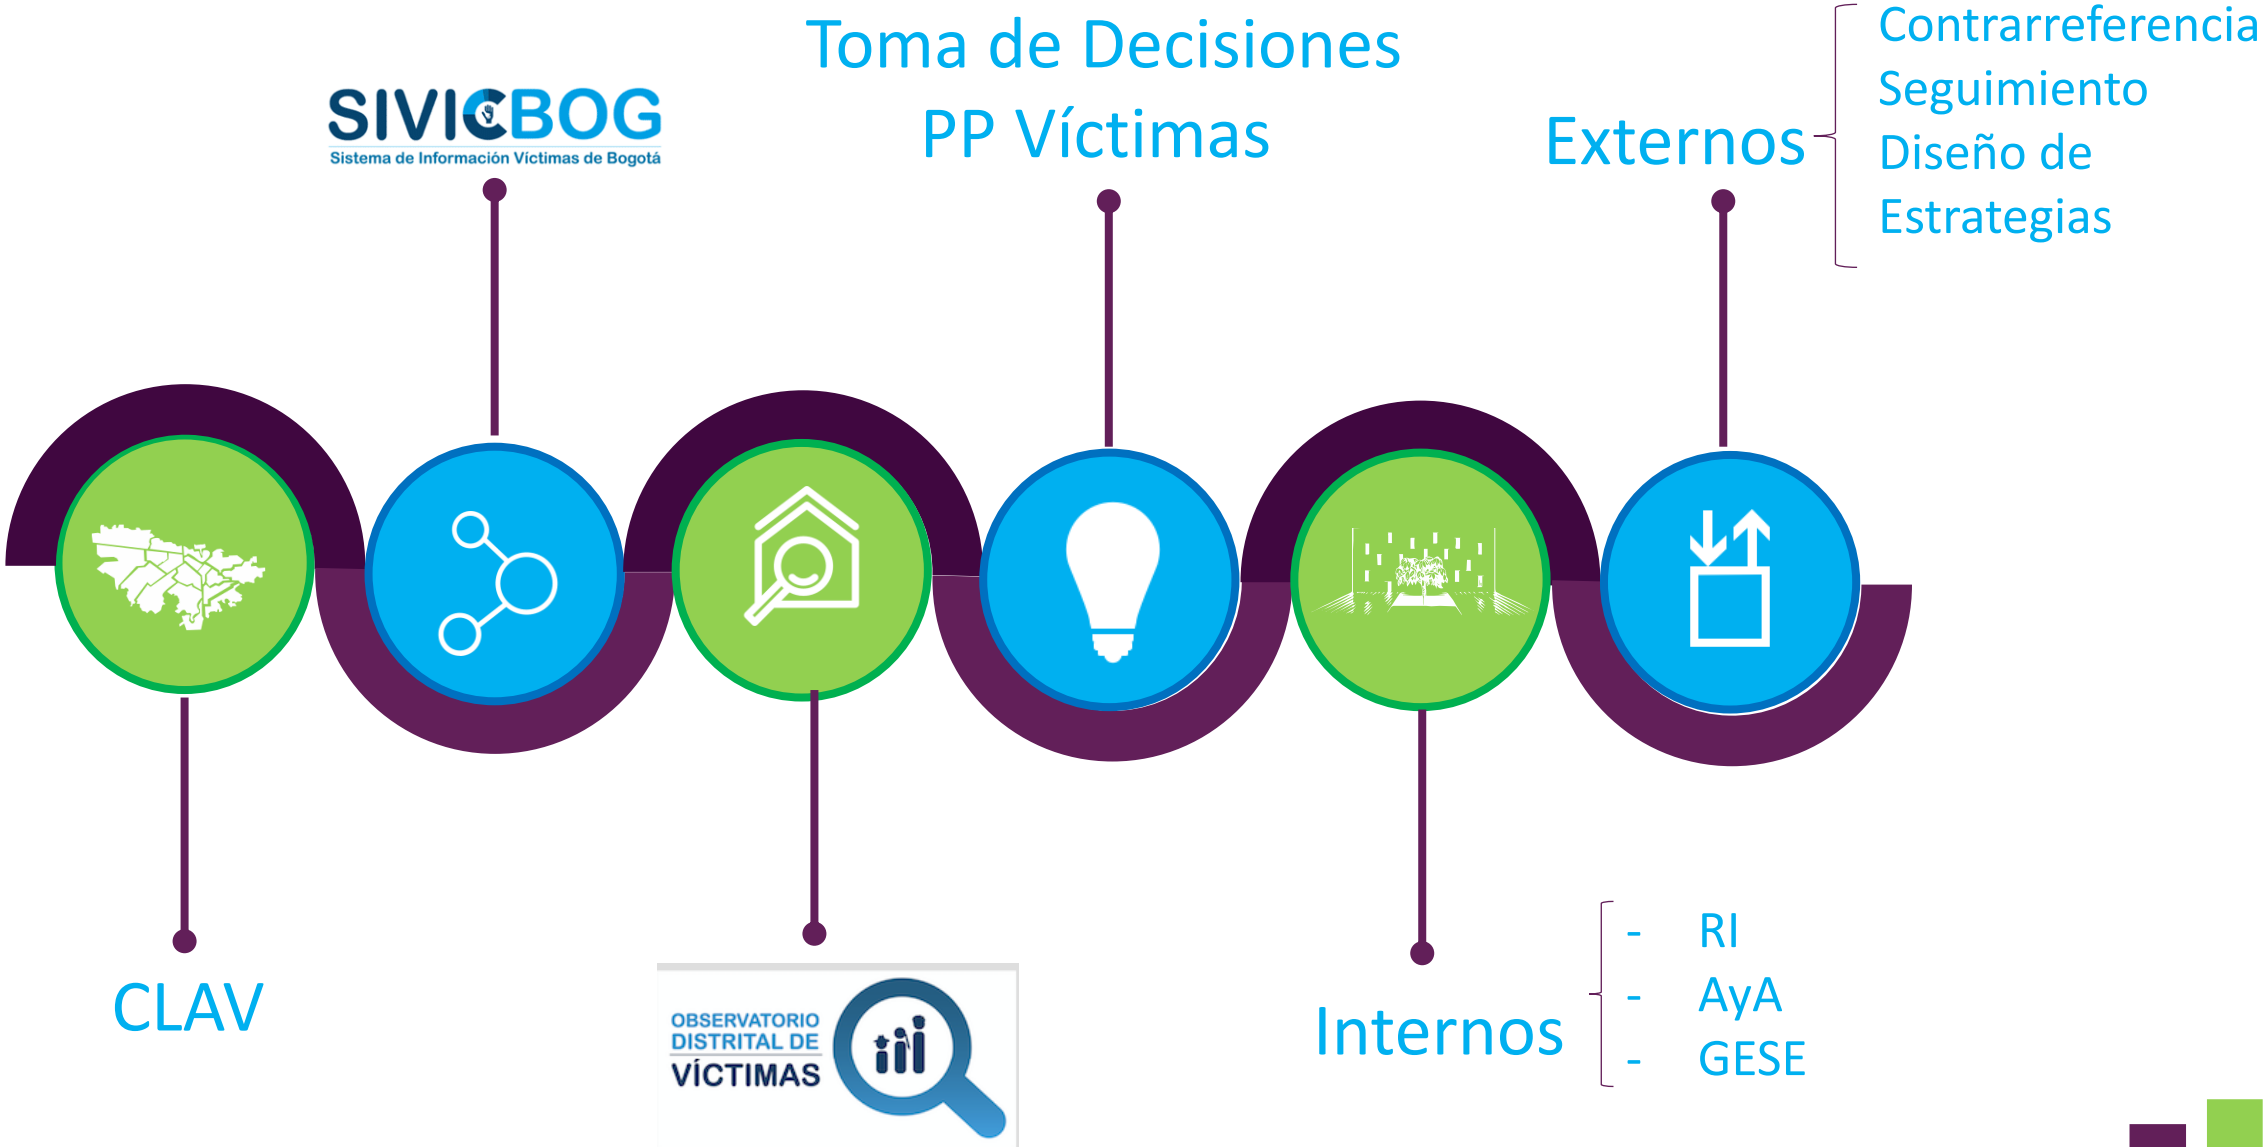 Toma de Decisiones
PP Víctimas
SIVICBOG
Sistema de Información Víctimas de Bogotá
Externos
Contrarreferencia
Seguimiento
Diseño de
Estrategias
CLAV
OBSERVATORIO
DISTRITAL DE
VÍCTIMAS
Internos
- RI
- AyA
- GESE